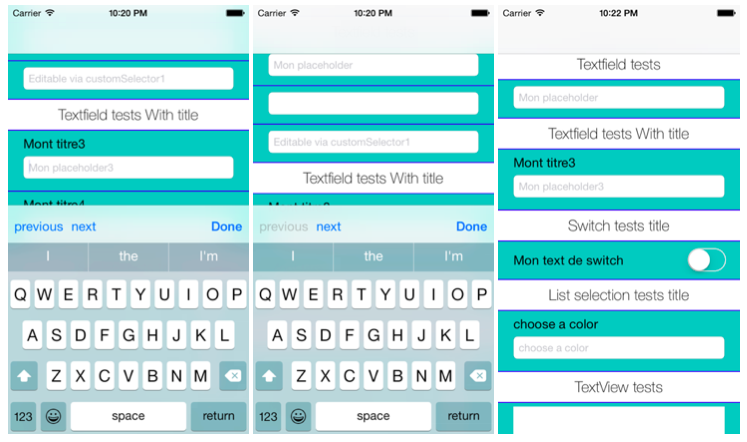 Carrier 10:20 PM
Editable via customSelector1
Textfield tests With title
Mont titre3
Mon placeholder3
Mont titre4
previous next Done
I the I'm
Q W E R T Y U I O P
A S D F G H J K L
Z X C V B N M
123 space return
Carrier 10:20 PM
Mon placeholder
Editable via customSelector1
Textfield tests With title
previous next Done
I the I'm
Q W E R T Y U I O P
A S D F G H J K L
Z X C V B N M
123 space return
Carrier 10:22 PM
Textfield tests
Mon placeholder
Textfield tests With title
Mont titre3
Mon placeholder3
Switch tests title
Mon text de switch
List selection tests title
choose a color
choose a color
TextView tests